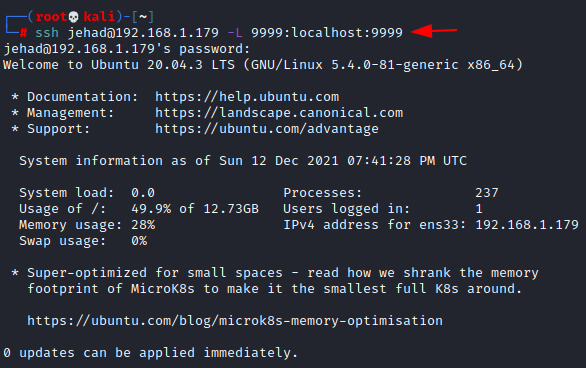 (root💀kali)-[~]
# ssh jehad@192.168.1.179 -L 9999:localhost:9999
jehad@192.168.1.179's password:
Welcome to Ubuntu 20.04.3 LTS (GNU/Linux 5.4.0-81-generic x86_64)
* Documentation: https://help.ubuntu.com
* Management: https://landscape.canonical.com
* Support: https://ubuntu.com/advantage
System information as of Sun 12 Dec 2021 07:41:28 PM UTC
System load: 0.0 Processes: 237
Usage of /: 49.9% of 12.73GB Users logged in: 1
Memory usage: 28% IPv4 address for ens33: 192.168.1.179
Swap usage: 0%
* Super-optimized for small spaces - read how we shrank the memory
footprint of MicroK8s to make it the smallest full K8s around.
https://ubuntu.com/blog/microk8s-memory-optimisation
0 updates can be applied immediately.